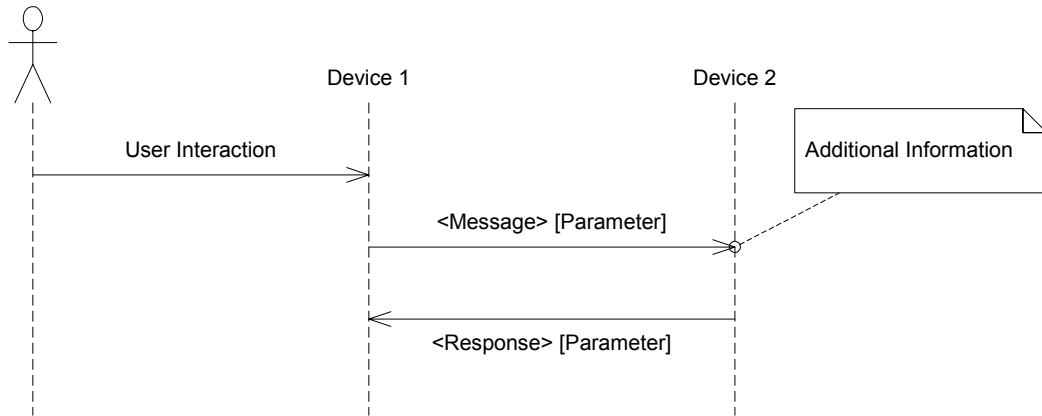 Device 1
Device 2
User Interaction
Additional Information
<Message> [Parameter]
<Response> [Parameter]